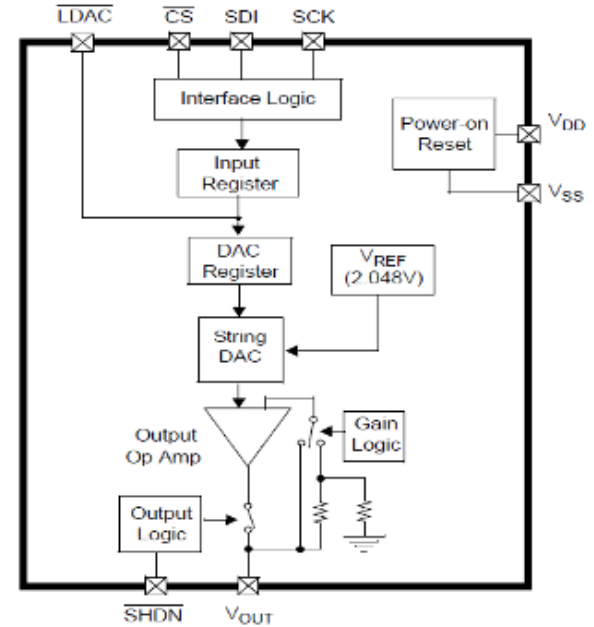 LDAC CS SDI SCK
Interface Logic
Power-on
Reset
VDD
Input
Register
VSS
DAC
Register
VREF
(2.048V)
String
DAC
Output
Op Amp
Gain
Logic
Output
Logic
SHDN VOUT